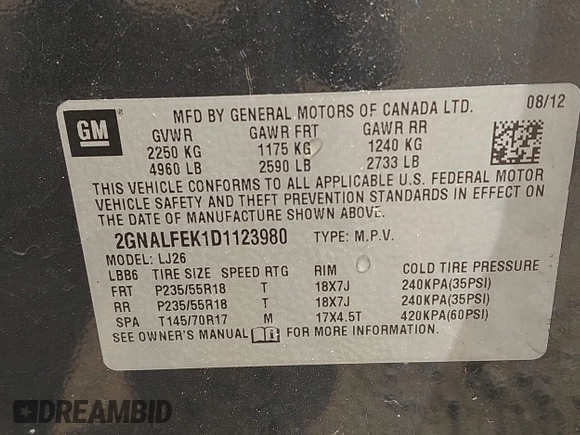 GM
MFD BY GENERAL MOTORS OF CANADA LTD. 08/12
GVWR GAWR FRT GAWR RR
2250 KG 1175 KG 1240 KG
4960 LB 2590 LB 2733 LB
THIS VEHICLE CONFORMS TO ALL APPLICABLE U.S. FEDERAL MOTOR
VEHICLE SAFETY AND THEFT PREVENTION STANDARDS IN EFFECT ON
THE DATE OF MANUFACTURE SHOWN ABOVE.
2GNALFEK1D1123980 TYPE: M.P.V.
MODEL: LJ26
LBB6 TIRE SIZE SPEED RTG RIM COLD TIRE PRESSURE
FRT P235/55R18 T 18X7J 240KPA(35PSI)
RR P235/55R18 T 18X7J 240KPA(35PSI)
SPA T145/70R17 M 17X4.5T 420KPA(60PSI)
SEE OWNER'S MANUAL FOR MORE INFORMATION.
DREAMBID